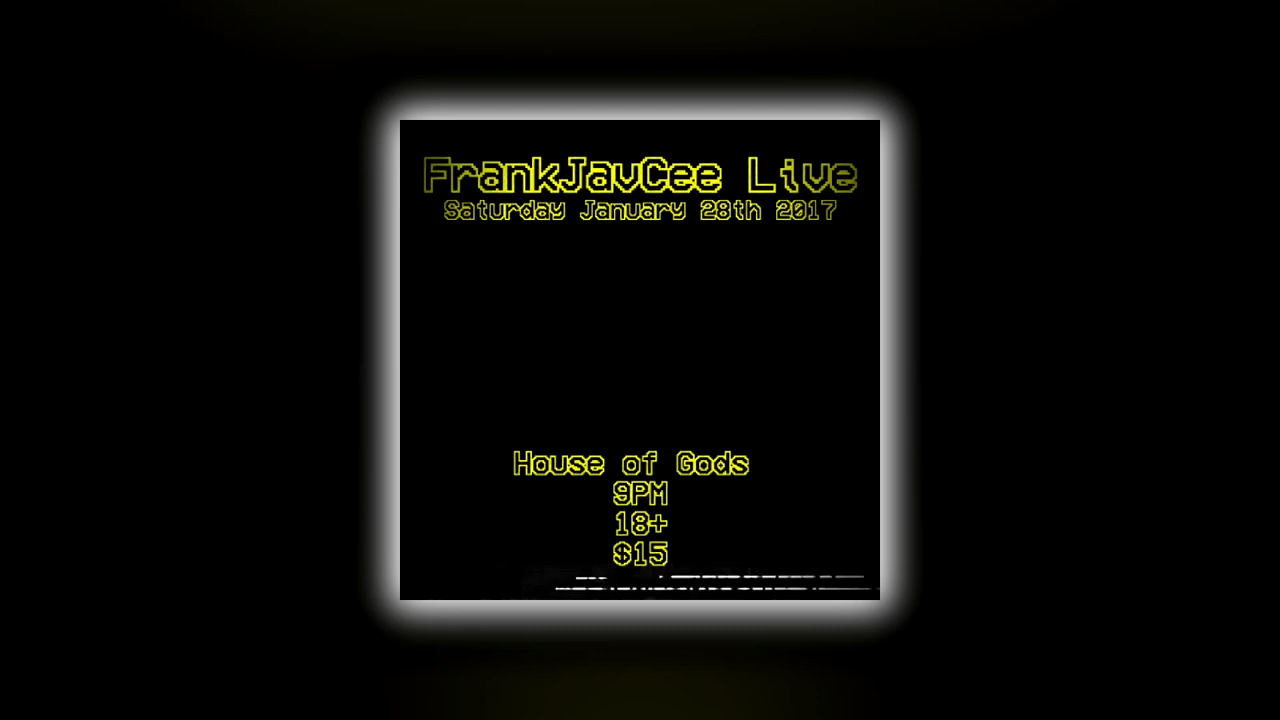 FrankJavCee Live
Saturday January 28th 2017
House of Gods
9PM
18+
$15